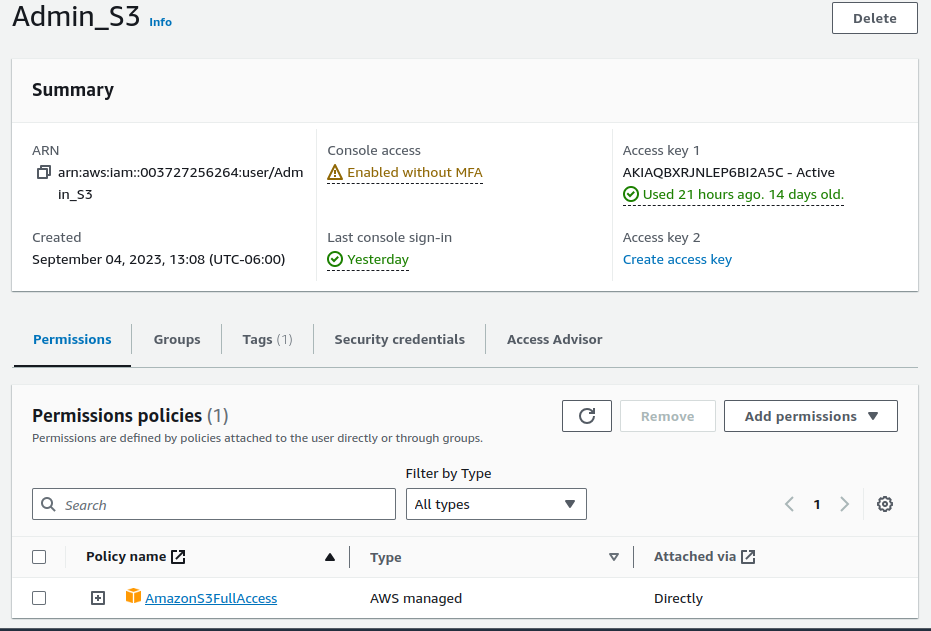 Admin_S3 Info
Delete
Summary
ARN
arn:aws:iam::003727256264:user/Adm
in_S3
Created
September 04, 2023, 13:08 (UTC-06:00)
Console access
Enabled without MFA
Last console sign-in
Yesterday
Access key 1
AKIAQBXRJNLEP6BI2A5C - Active
Used 21 hours ago. 14 days old.
Access key 2
Create access key
Permissions
Groups
Tags (1)
Security credentials
Access Advisor
Permissions policies (1)
Permissions are defined by policies attached to the user directly or through groups.
Remove
Add permissions
Filter by Type
Search
All types
1
Policy name
Type
Attached via
AmazonS3FullAccess
AWS managed
Directly